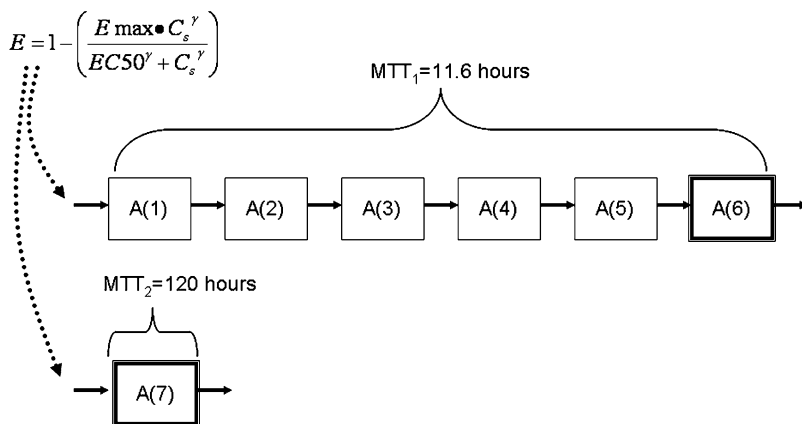 E = 1 − ( E max • C_s^γ / EC50^γ + C_s^γ )
MTT₁=11.6 hours
A(1) A(2) A(3) A(4) A(5) A(6)
MTT₂=120 hours
A(7)